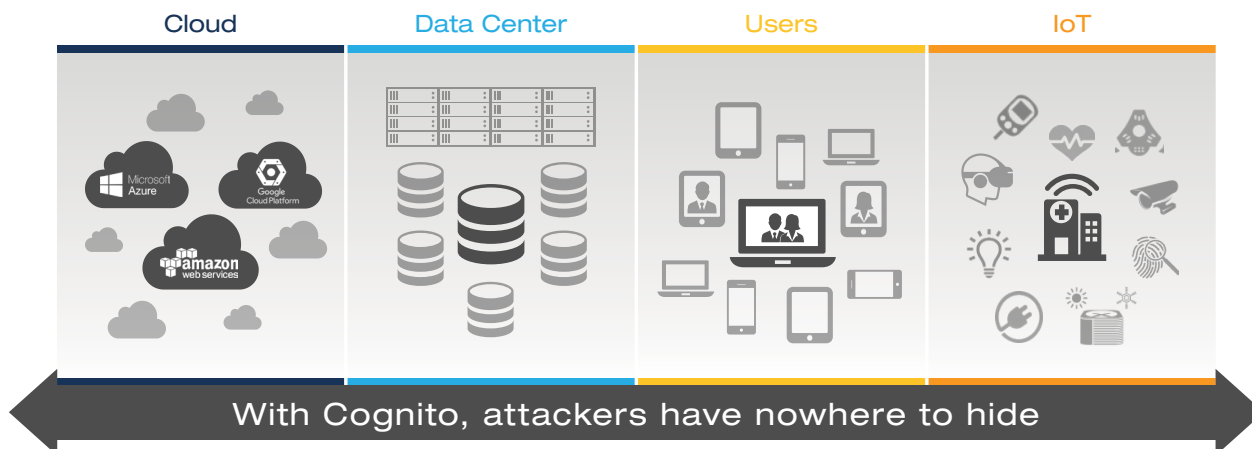 Cloud
Data Center
Users
IoT
Microsoft
Azure
Google
Cloud Platform
amazon
web services
With Cognito, attackers have nowhere to hide